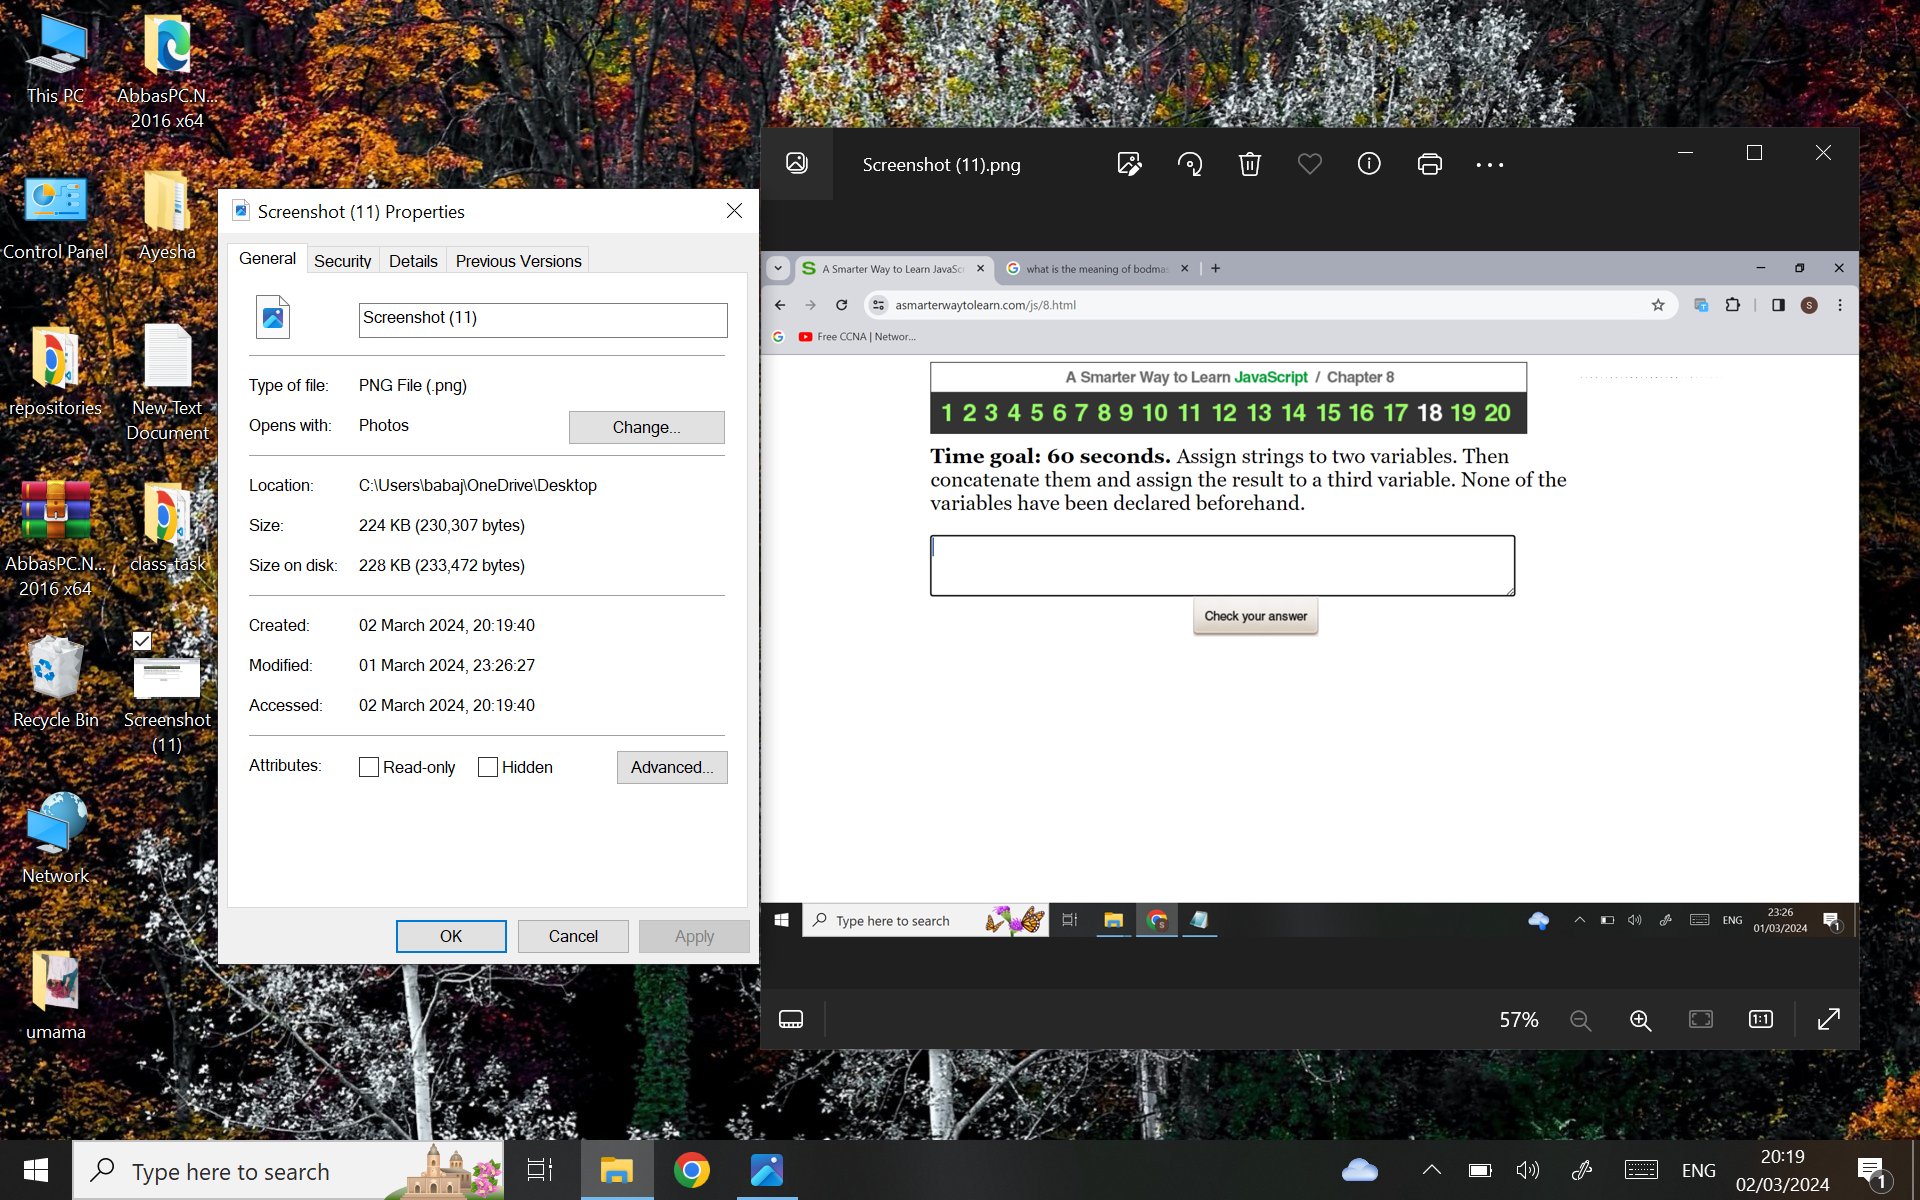 This PC
AbbasPC.N...
2016 x64
Control Panel
Ayesha
repositories
New Text
Document
AbbasPC.N...
2016 x64
class-task
Recycle Bin
Screenshot
(11)
Network
umama
Screenshot (11) Properties
General
Security
Details
Previous Versions
Screenshot (11)
Type of file:
PNG File (.png)
Opens with:
Photos
Change...
Location:
C:\Users\babaj\OneDrive\Desktop
Size:
224 KB (230,307 bytes)
Size on disk:
228 KB (233,472 bytes)
Created:
02 March 2024, 20:19:40
Modified:
01 March 2024, 23:26:27
Accessed:
02 March 2024, 20:19:40
Attributes:
Read-only
Hidden
Advanced...
OK
Cancel
Apply
Screenshot (11).png
A Smarter Way to Learn JavaSc
what is the meaning of bodmas
asmarterwaytolearn.com/js/8.html
S
Free CCNA | Networ...
A Smarter Way to Learn JavaScript / Chapter 8
1 2 3 4 5 6 7 8 9 10 11 12 13 14 15 16 17 18 19 20
Time goal: 60 seconds. Assign strings to two variables. Then
concatenate them and assign the result to a third variable. None of the
variables have been declared beforehand.
Check your answer
Type here to search
ENG
23:26
01/03/2024
1
57%
1:1
Type here to search
ENG
20:19
02/03/2024
1